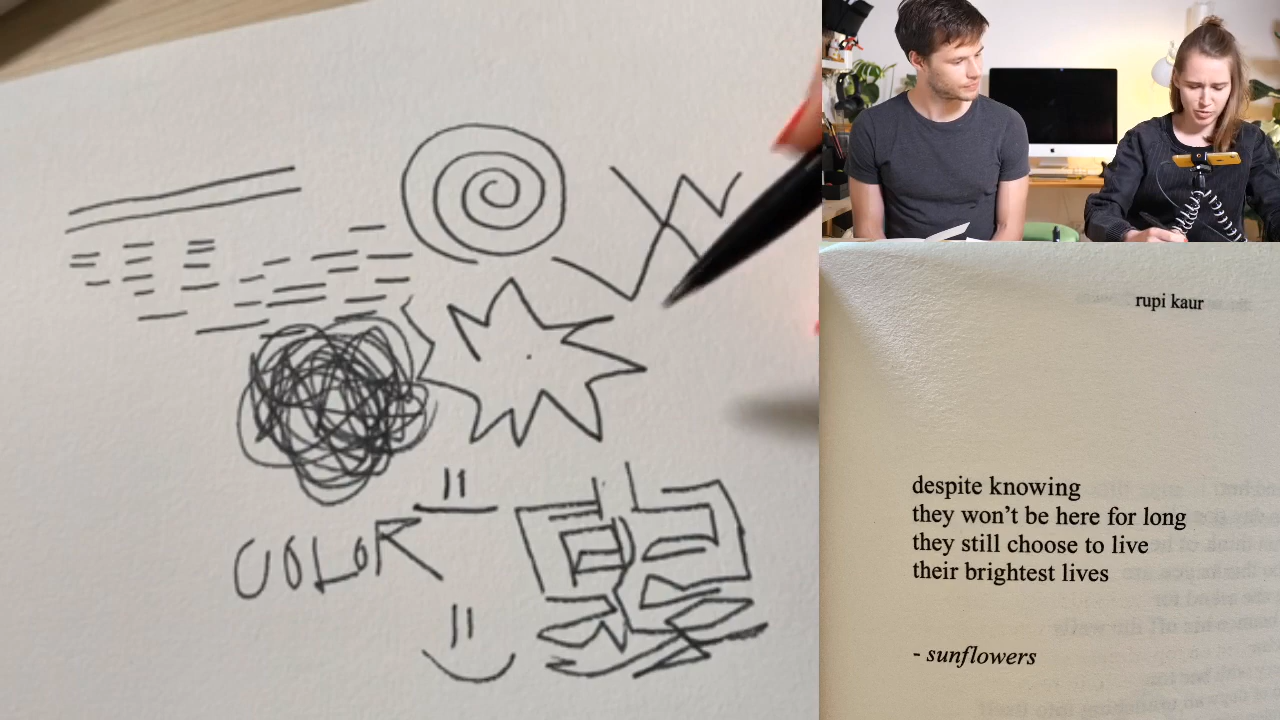 COLOR
rupi kaur
despite knowing
they won't be here for long
they still choose to live
their brightest lives
- sunflowers